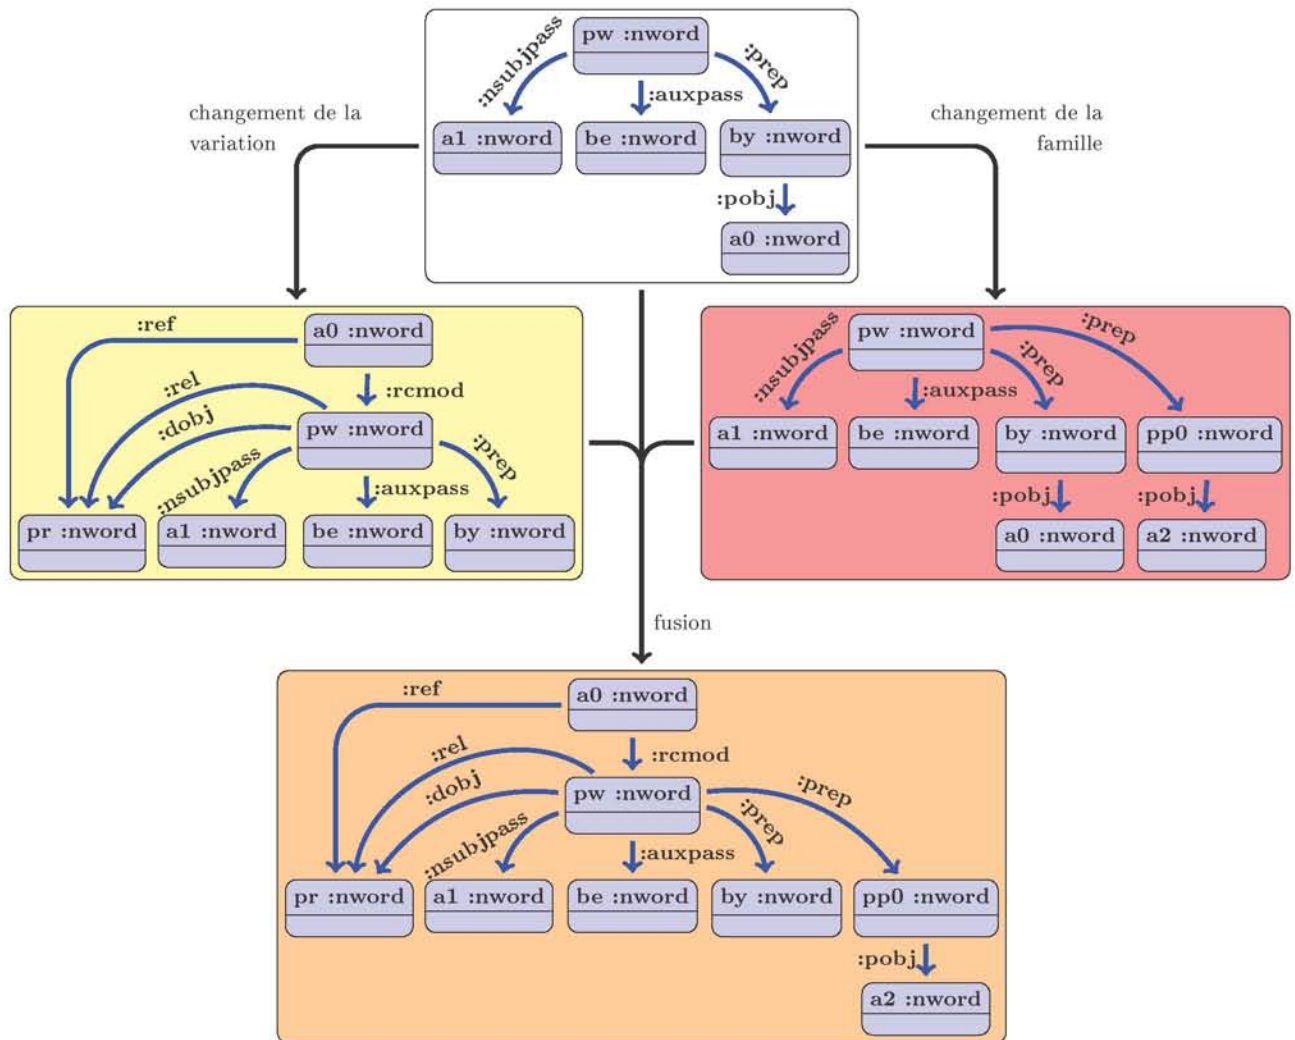 pw :nword
:nsubjpass
:auxpass
:prep
changement de la
variation
changement de la
famille
a1 :nword
be :nword
by :nword
:pobj
a0 :nword
:ref
a0 :nword
:rcmod
:rel
:dobj
pw :nword
:nsubjpass
:auxpass
:prep
pr :nword
a1 :nword
be :nword
by :nword
pw :nword
:nsubjpass
:auxpass
:prep
:prep
a1 :nword
be :nword
by :nword
pp0 :nword
:pobj
:pobj
a0 :nword
a2 :nword
fusion
:ref
a0 :nword
:rcmod
:rel
:dobj
pw :nword
:nsubjpass
:auxpass
:prep
:prep
pr :nword
a1 :nword
be :nword
by :nword
pp0 :nword
:pobj
a2 :nword